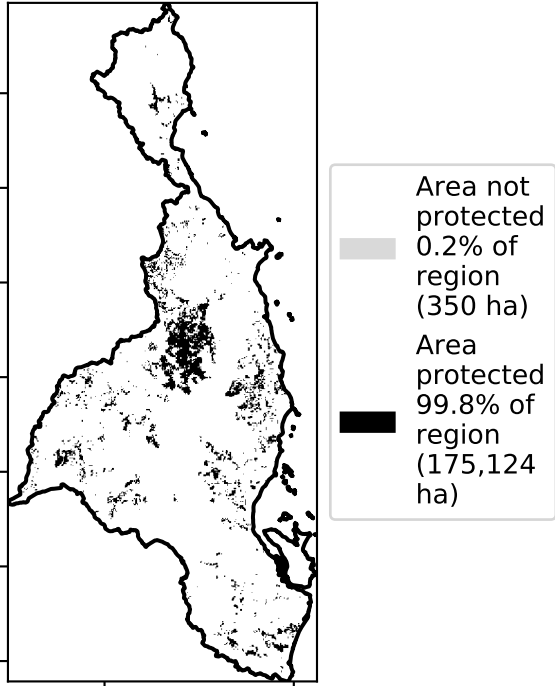 Area not
protected
0.2% of
region
(350 ha)
Area
protected
99.8% of
region
(175,124
ha)